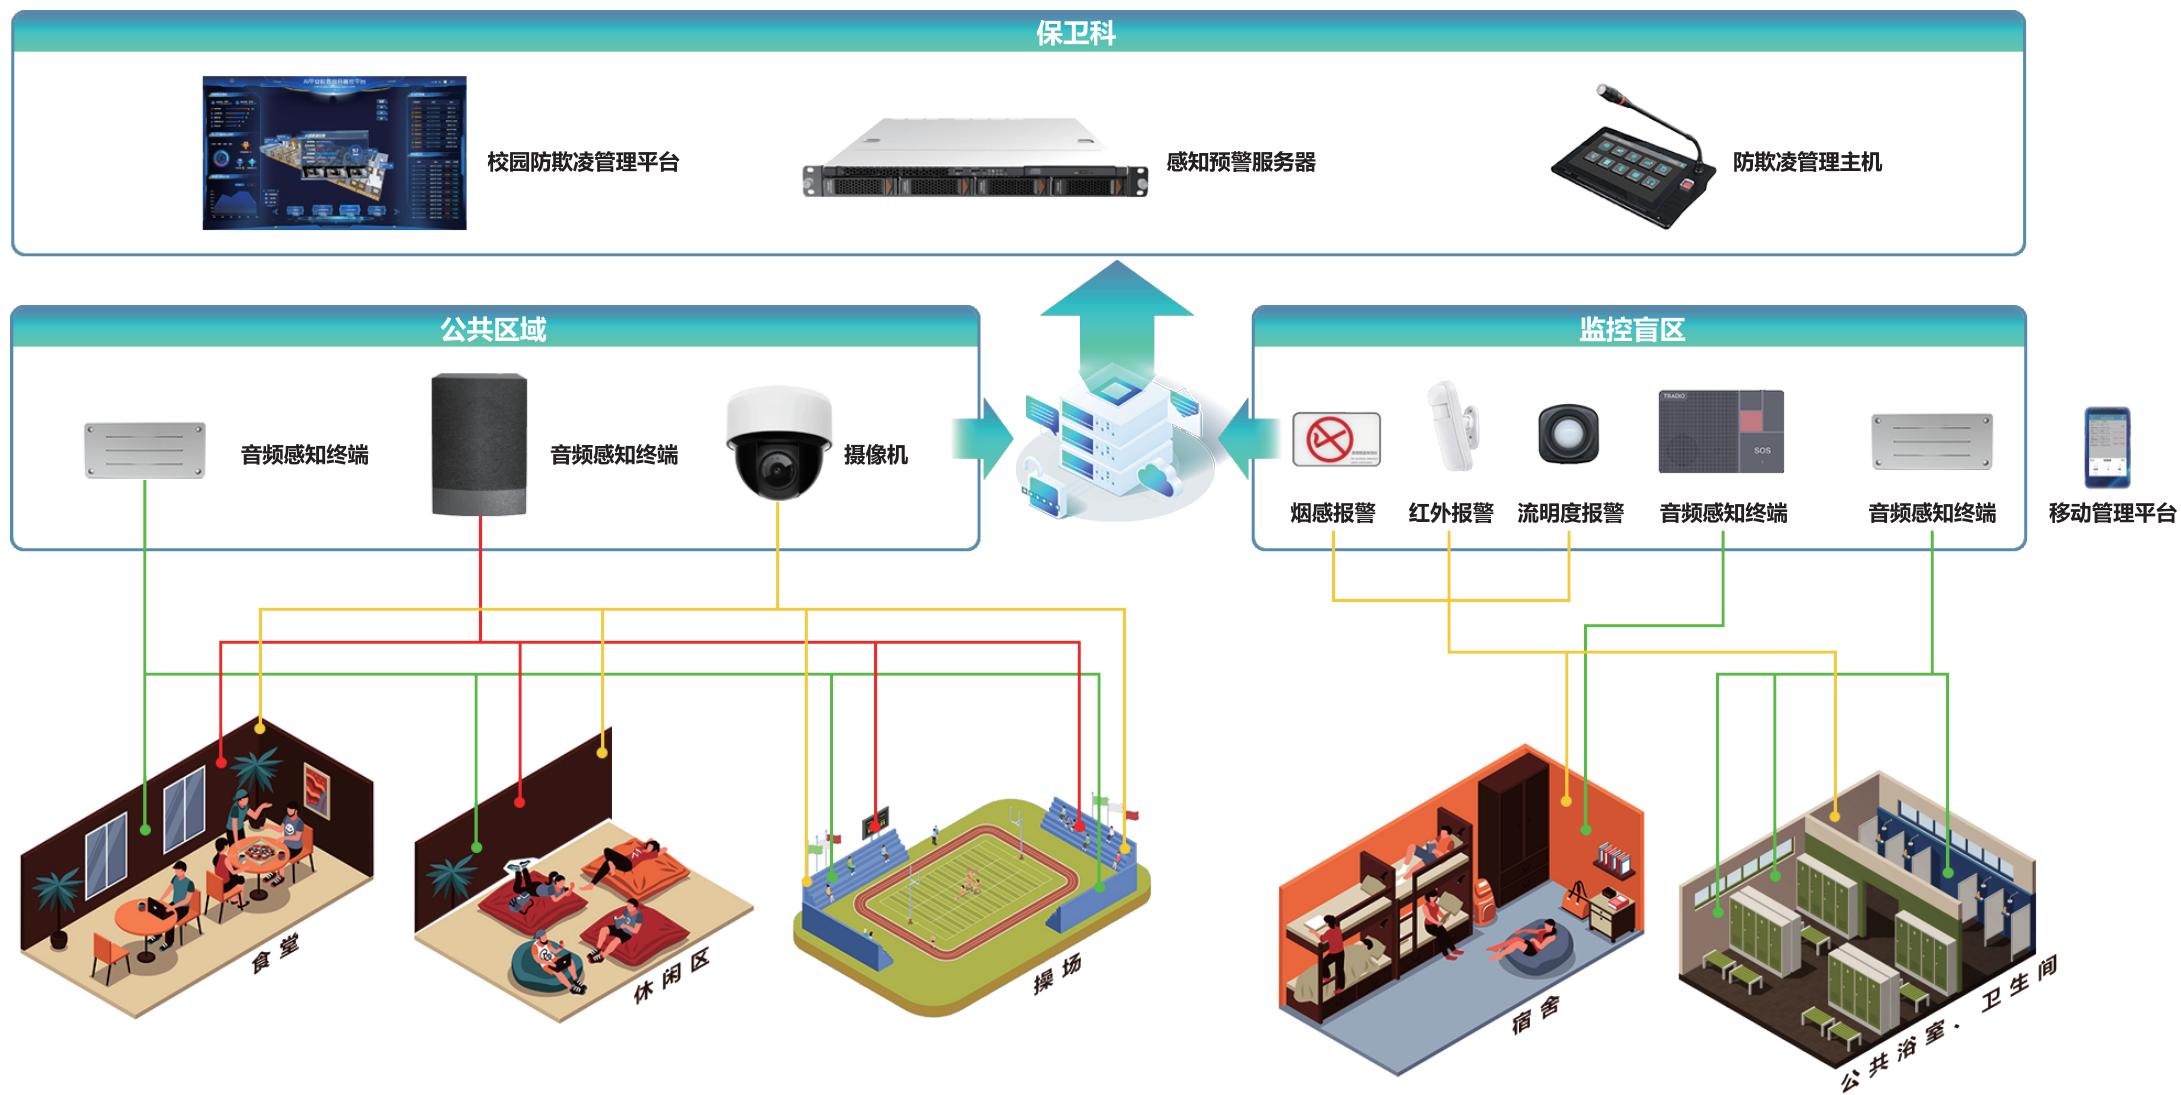 保卫科
校园防欺凌管理平台
感知预警服务器
防欺凌管理主机
公共区域
音频感知终端
音频感知终端
摄像机
监控盲区
TRADIO
SOS
烟感报警
红外报警
流明度报警
音频感知终端
音频感知终端
移动管理平台
食堂
休闲区
操场
宿舍
公共浴室、卫生间